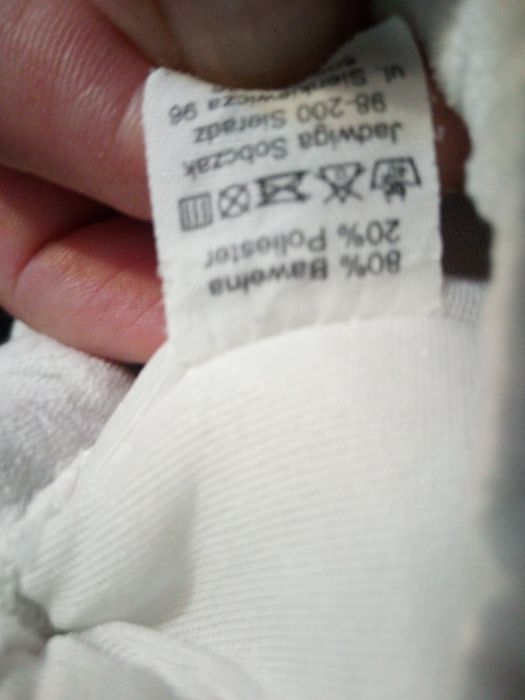 80% Bawełna
20% Poliester
Jadwiga Sobczak
98-200 Sieradz
ul Sienkiewicza 96